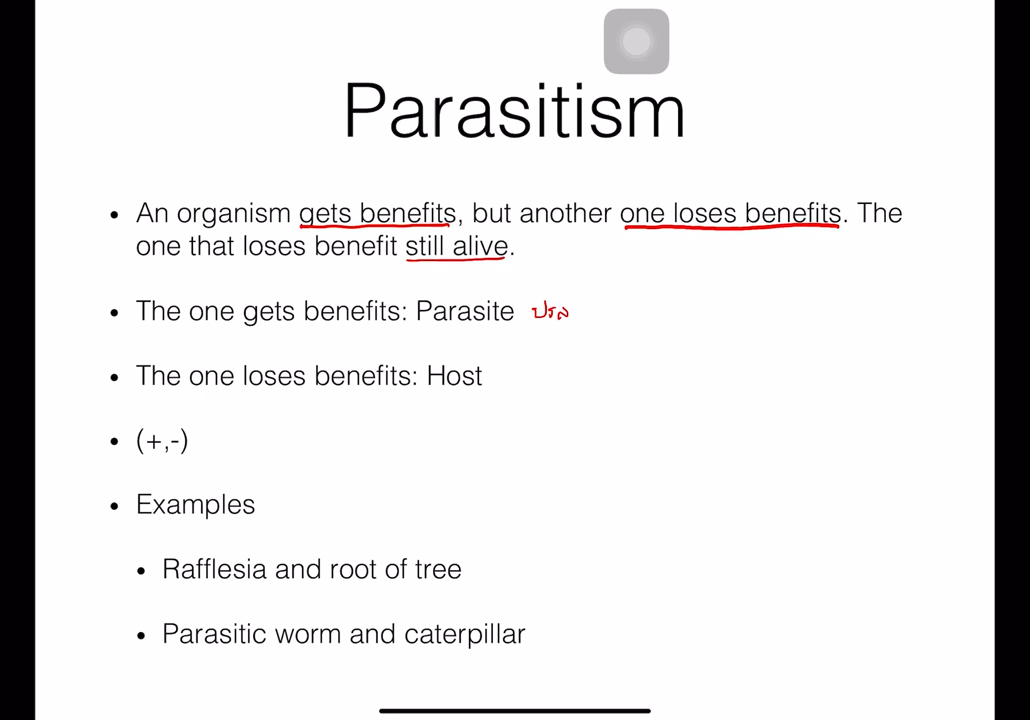 Parasitism
• An organism gets benefits, but another one loses benefits. The
one that loses benefit still alive.
• The one gets benefits: Parasite ปรส
• The one loses benefits: Host
• (+,-)
• Examples
• Rafflesia and root of tree
• Parasitic worm and caterpillar